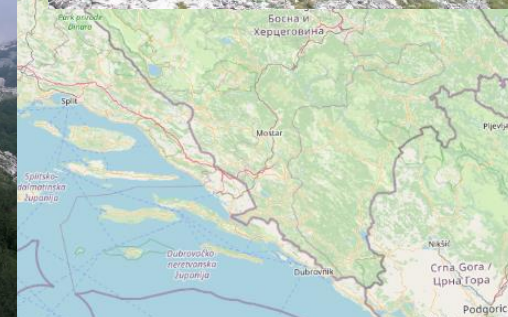 Park prirode
Dinara
Босна и
Херцеговина
Split
Mostar
Pljevlja
Splitsko-
dalmatinska
županija
Dubrovačko
neretvanska
županija
Dubrovnik
Nikšić
Crna Gora /
Црна Гора
Podgoric